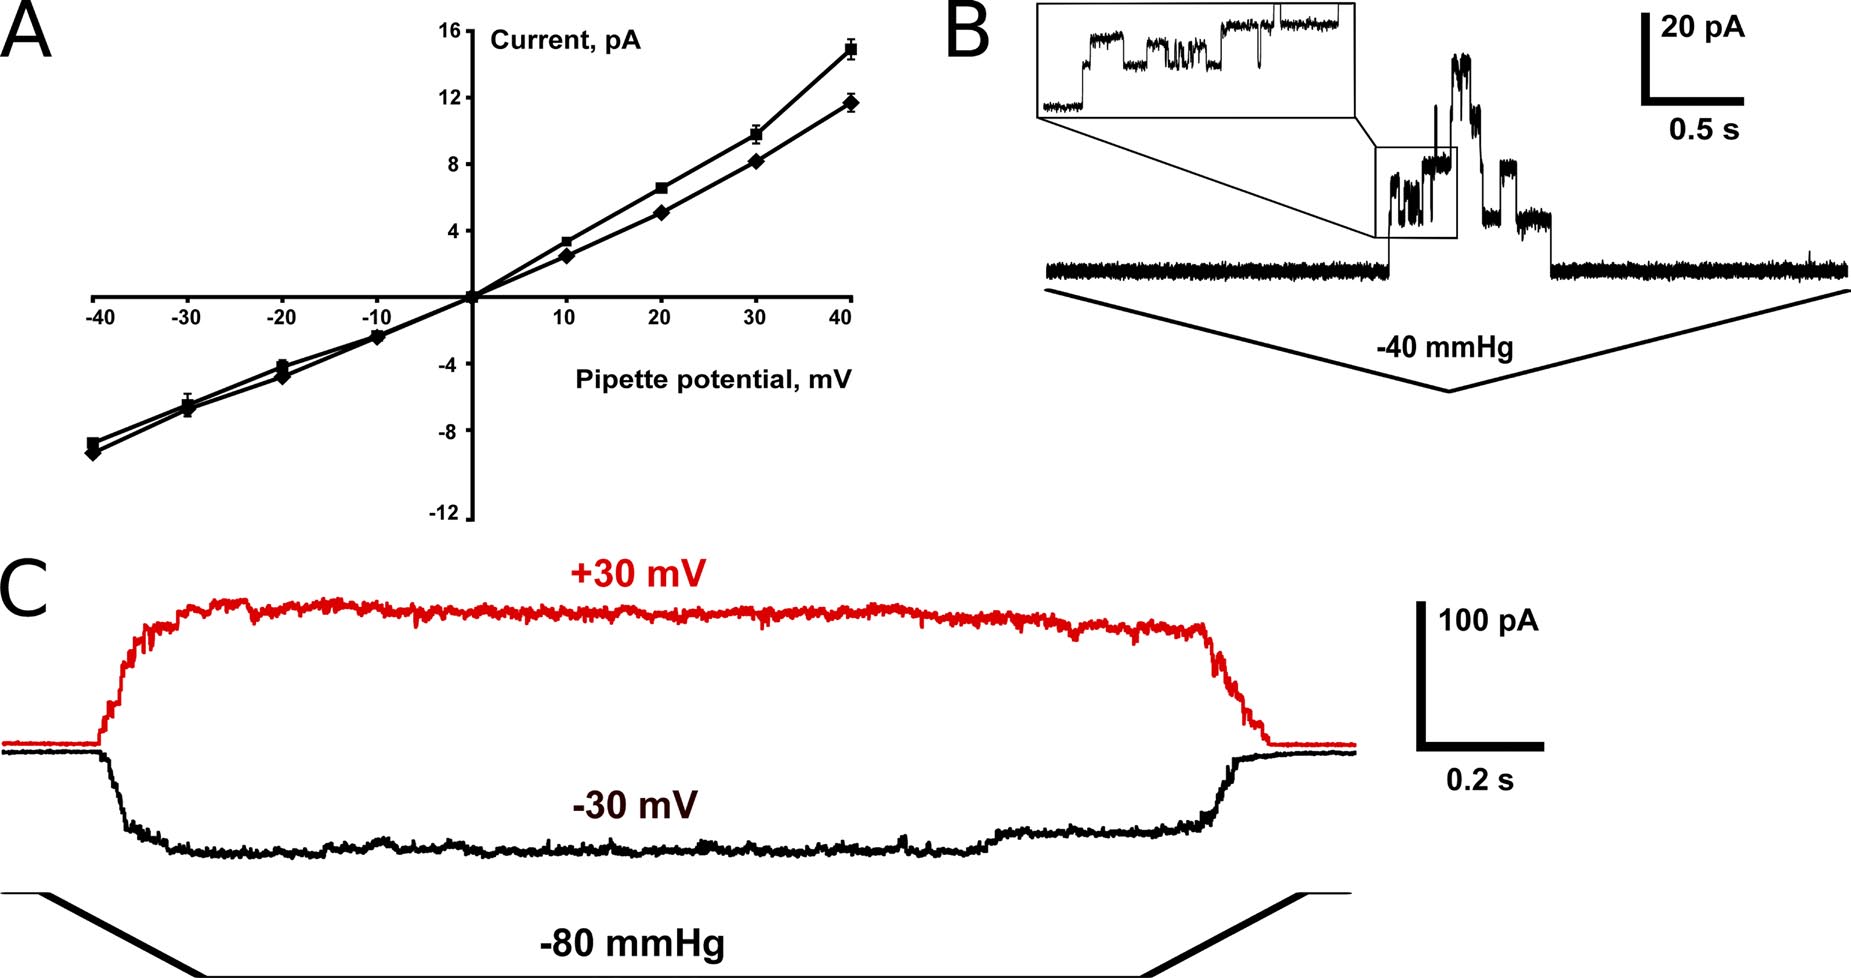 A
Current, pA
16
12
8
4
-40 -30 -20 -10 10 20 30 40
-4
Pipette potential, mV
-8
-12
B
20 pA
0.5 s
-40 mmHg
C
+30 mV
100 pA
0.2 s
-30 mV
-80 mmHg